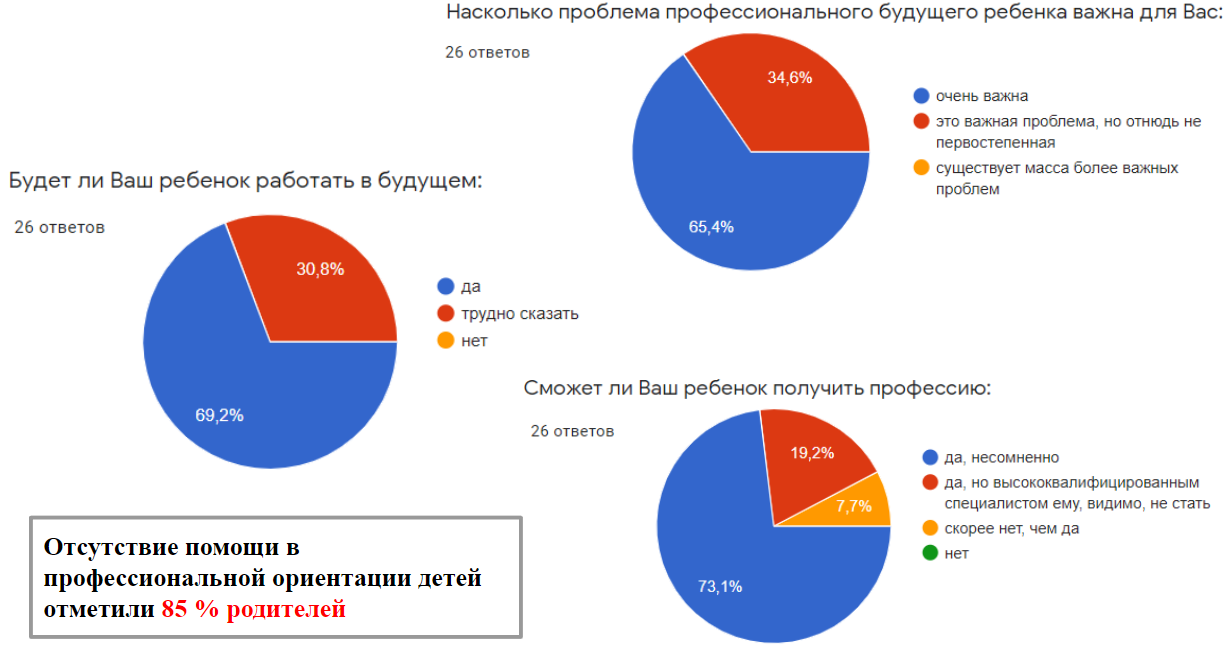 Насколько проблема профессионального будущего ребенка важна для Вас:
26 ответов
34,6%
65,4%
очень важна
это важная проблема, но отнюдь не
первостепенная
существует масса более важных
проблем
Будет ли Ваш ребенок работать в будущем:
26 ответов
30,8%
69,2%
да
трудно сказать
нет
Сможет ли Ваш ребенок получить профессию:
26 ответов
19,2%
7,7%
73,1%
да, несомненно
да, но высококвалифицированным
специалистом ему, видимо, не стать
скорее нет, чем да
нет
Отсутствие помощи в
профессиональной ориентации детей
отметили 85 % родителей